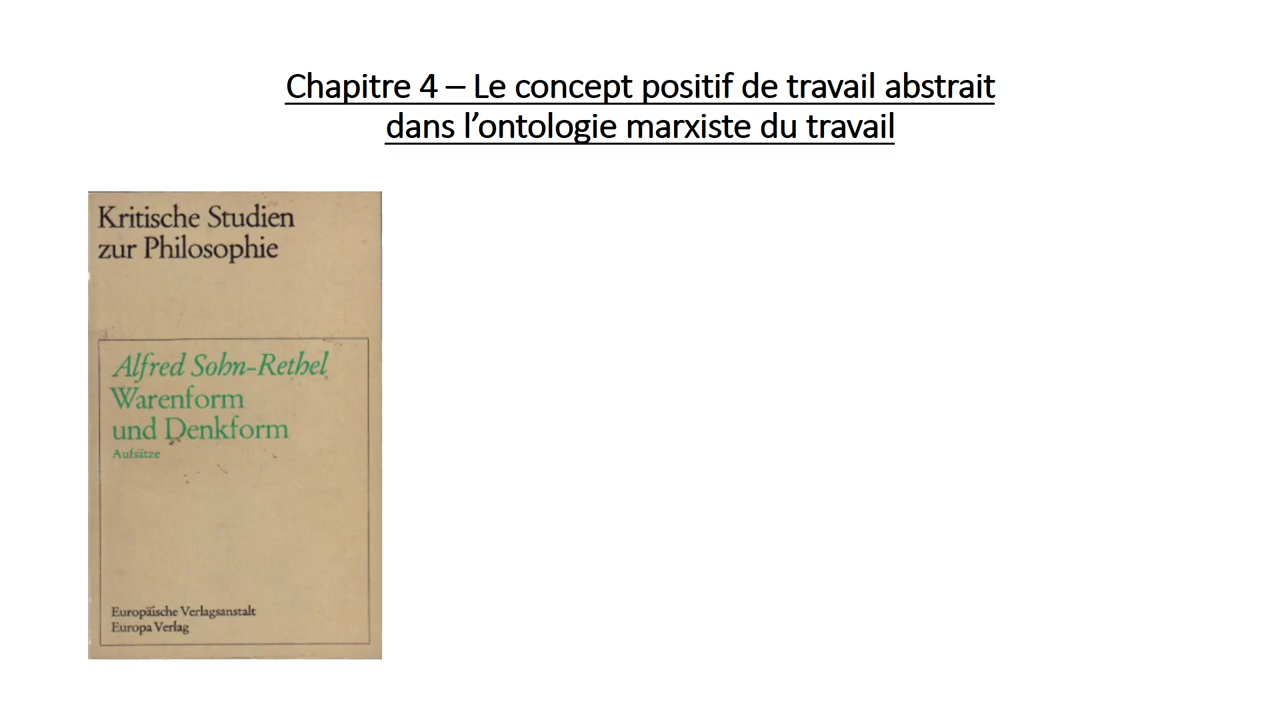 Chapitre 4 – Le concept positif de travail abstrait
dans l’ontologie marxiste du travail
Kritische Studien
zur Philosophie
Alfred Sohn-Rethel
Warenform
und Denkform
Aufsätze
Europäische Verlagsanstalt
Europa Verlag